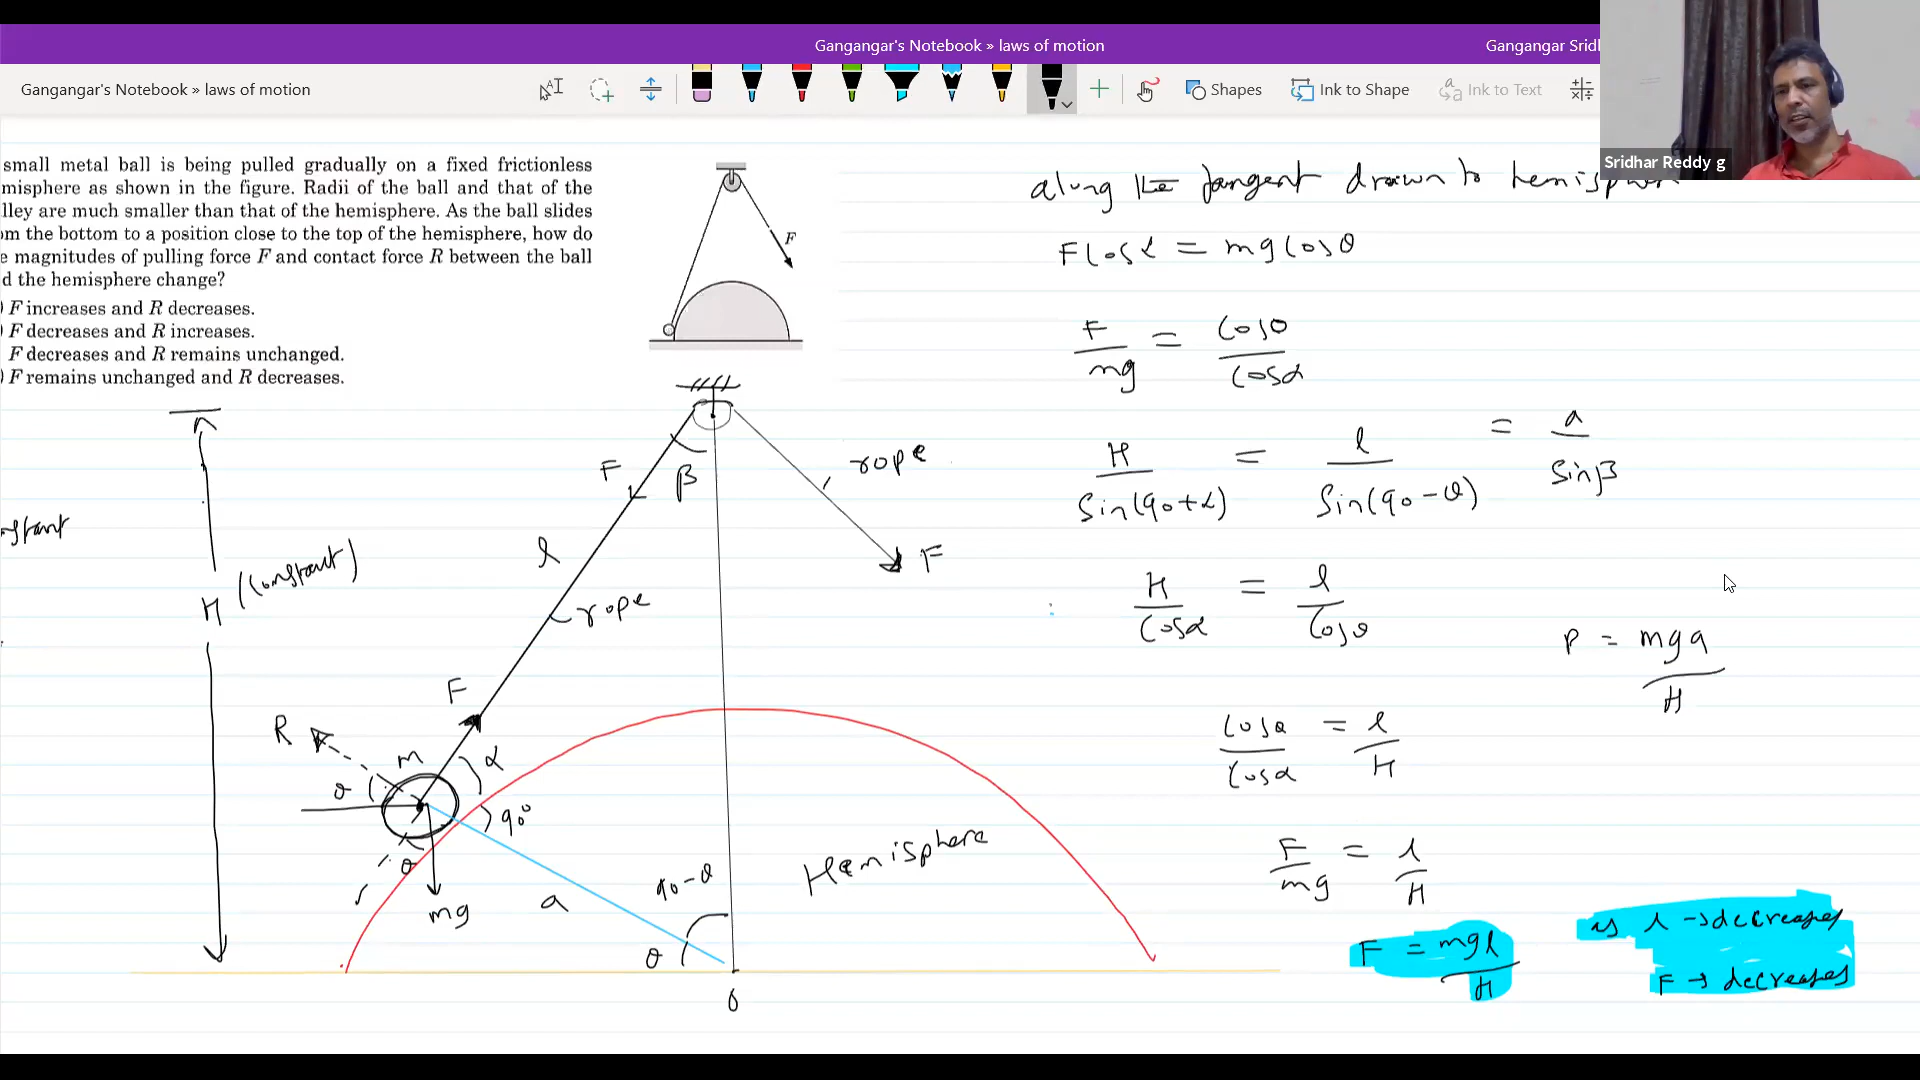 Gangangar's Notebook » laws of motion
Gangangar Sridl
Gangangar's Notebook » laws of motion
Shapes
Ink to Shape
Ink to Text
Sridhar Reddy g
small metal ball is being pulled gradually on a fixed frictionless
misphere as shown in the figure. Radii of the ball and that of the
lley are much smaller than that of the hemisphere. As the ball slides
om the bottom to a position close to the top of the hemisphere, how do
e magnitudes of pulling force F and contact force R between the ball
d the hemisphere change?
) F increases and R decreases.
) F decreases and R increases.
F decreases and R remains unchanged.
) F remains unchanged and R decreases.
F
along the tangent drawn to hemisphere
F cos α = mg cos θ
F/mg = cos θ/cos α
H/sin(90+α) = l/sin(90-θ) = a/sin β
H/cos α = l/cos θ
cos θ/cos α = l/H
F/mg = l/H
F = mgl/H
as l → decreases
F → decreases
R = mga/H
nstant
H (constant)
F
β
rope
l
F
rope
F
R
M
α
θ
90°
θ
mg
a
90-θ
θ
Hemisphere
O